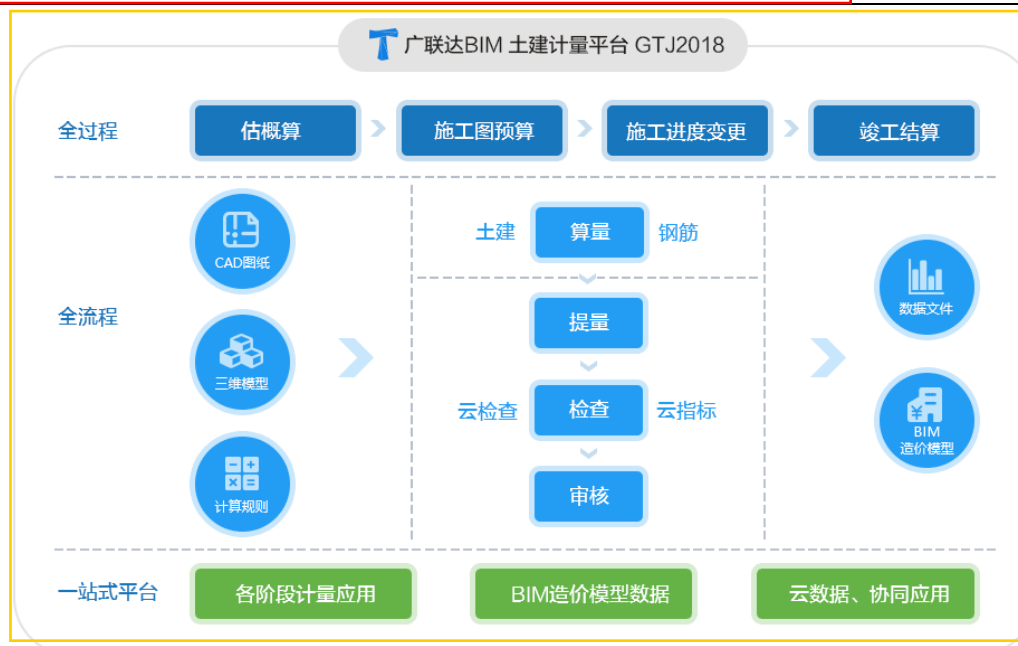 广联达BIM 土建计量平台 GTJ2018
全过程
估概算
施工图预算
施工进度变更
竣工结算
全流程
CAD图纸
三维模型
计算规则
土建
算量
钢筋
提量
云检查
检查
云指标
审核
数据文件
BIM
造价模型
一站式平台
各阶段计量应用
BIM造价模型数据
云数据、协同应用